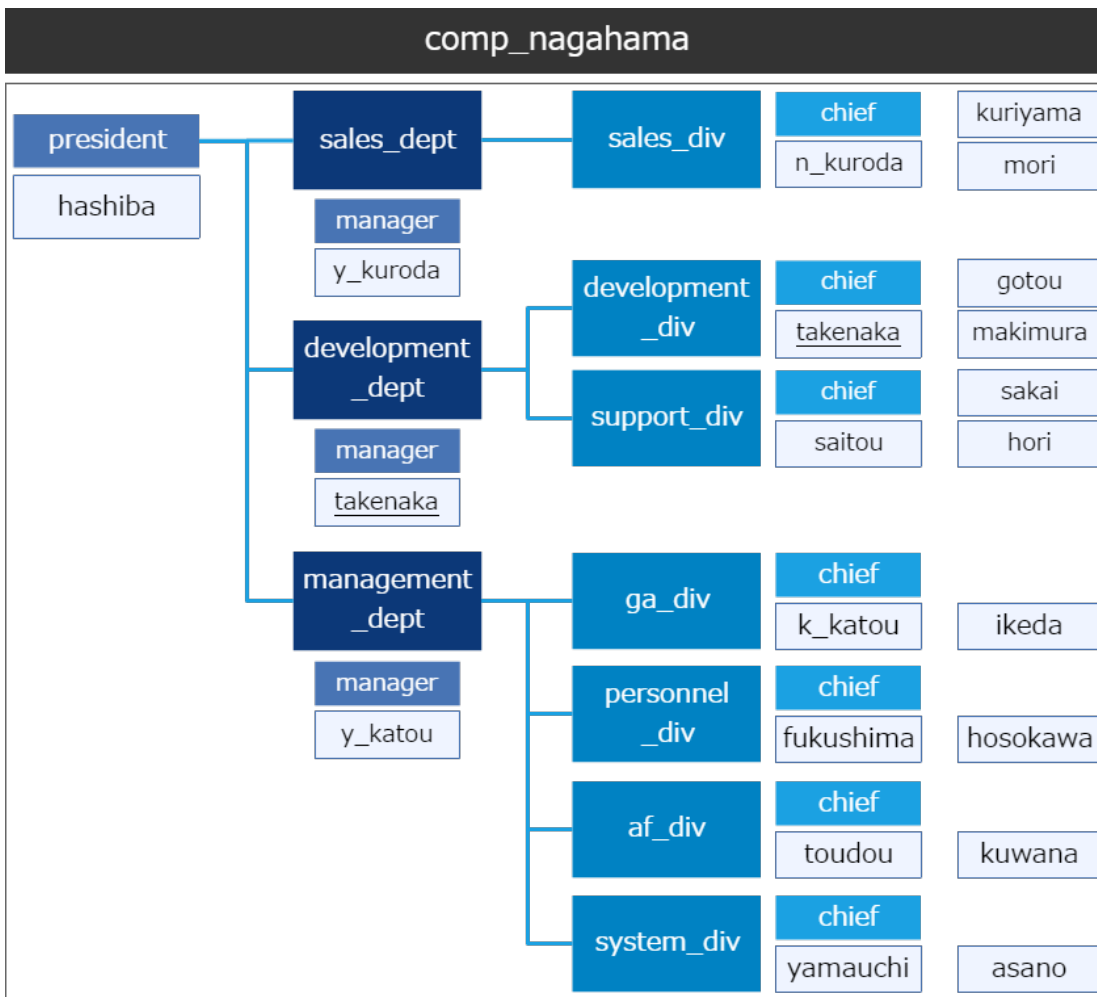 comp_nagahama
president
hashiba
sales_dept
manager
y_kuroda
sales_div
chief
n_kuroda
kuriyama
mori
development
_dept
manager
takenaka
development
_div
chief
takenaka
gotou
makimura
support_div
chief
saitou
sakai
hori
management
_dept
manager
y_katou
ga_div
chief
k_katou
ikeda
personnel
_div
chief
fukushima
hosokawa
af_div
chief
toudou
kuwana
system_div
chief
yamauchi
asano